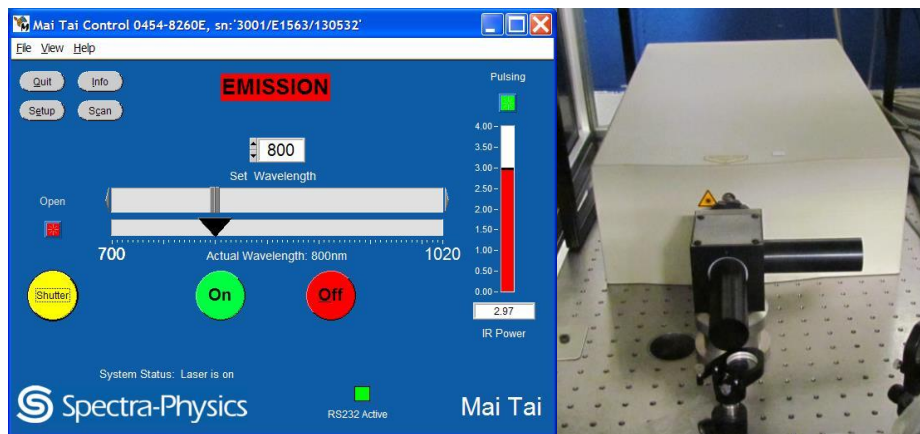 Mai Tai Control 0454-8260E, sn:'3001/E1563/130532'
File View Help
Quit Info
Setup Scan
EMISSION
Pulsing
800
Set Wavelength
Open
700 Actual Wavelength: 800nm 1020
4.00
3.50
3.00
2.50
2.00
1.50
1.00
0.50
0.00
2.97
IR Power
Shutter On Off
System Status: Laser is on
Spectra-Physics
RS232 Active
Mai Tai